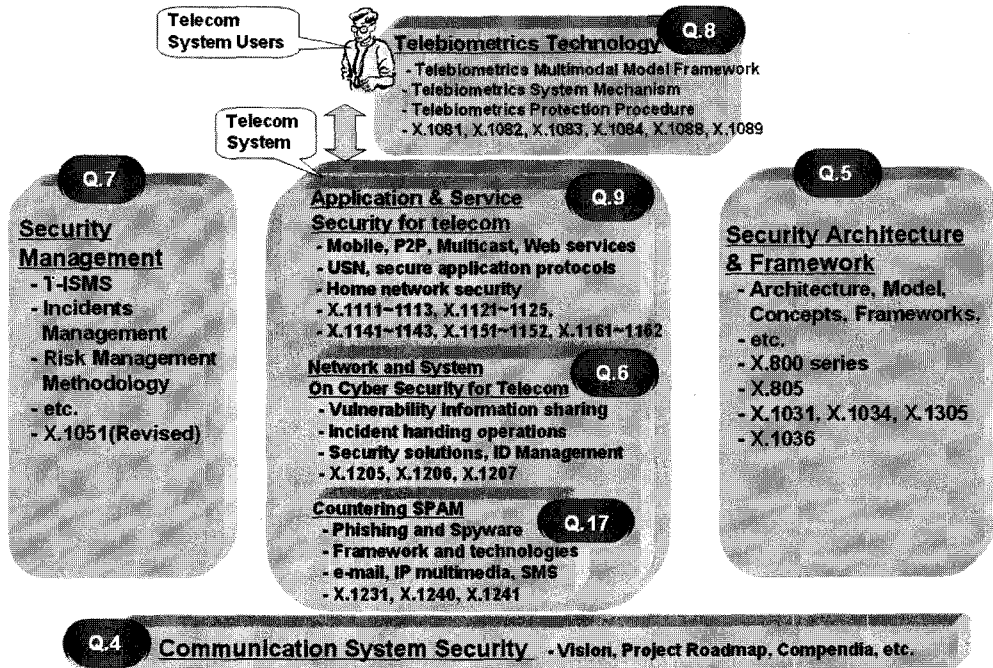 Telecom
System Users
Q.8
Telebiometrics Technology
- Telebiometrics Multimodal Model Framework
- Telebiometrics System Mechanism
- Telebiometrics Protection Procedure
- X.1081, X.1082, X.1083, X.1084, X.1088, X.1089
Telecom
System
Q.7
Security
Management
- T-ISMS
- Incidents
Management
- Risk Management
Methodology
- etc.
- X.1051(Revised)
Q.9
Application & Service
Security for telecom
- Mobile, P2P, Multicast, Web services
- USN, secure application protocols
- Home network security
- X.1111~1113, X.1121~1125,
- X.1141~1143, X.1151~1152, X.1161~1162
Q.6
Network and System
On Cyber Security for Telecom
- Vulnerability information sharing
- Incident handing operations
- Security solutions, ID Management
- X.1205, X.1206, X.1207
Q.17
Countering SPAM
- Phishing and Spyware
- Framework and technologies
- e-mail, IP multimedia, SMS
- X.1231, X.1240, X.1241
Q.5
Security Architecture
& Framework
- Architecture, Model,
Concepts, Frameworks,
- etc.
- X.800 series
- X.805
- X.1031, X.1034, X.1305
- X.1036
Q.4
Communication System Security - Vision, Project Roadmap, Compendia, etc.